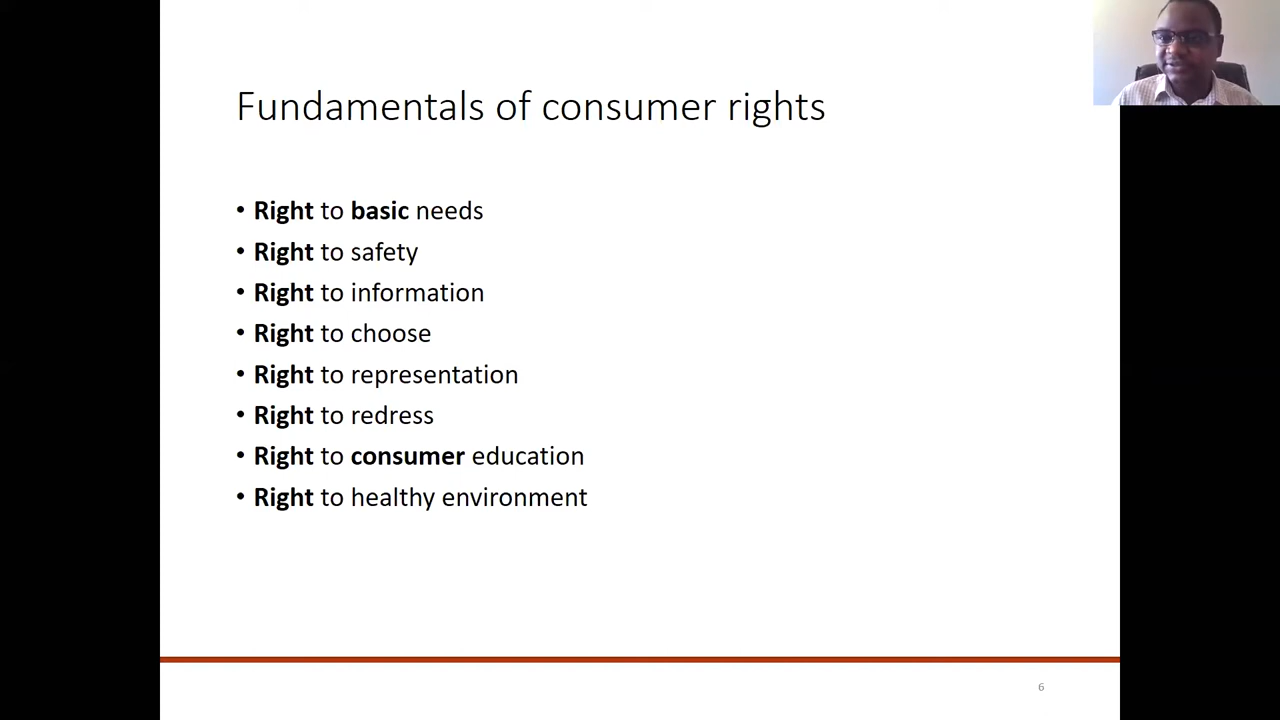 Fundamentals of consumer rights
• Right to basic needs
• Right to safety
• Right to information
• Right to choose
• Right to representation
• Right to redress
• Right to consumer education
• Right to healthy environment
6